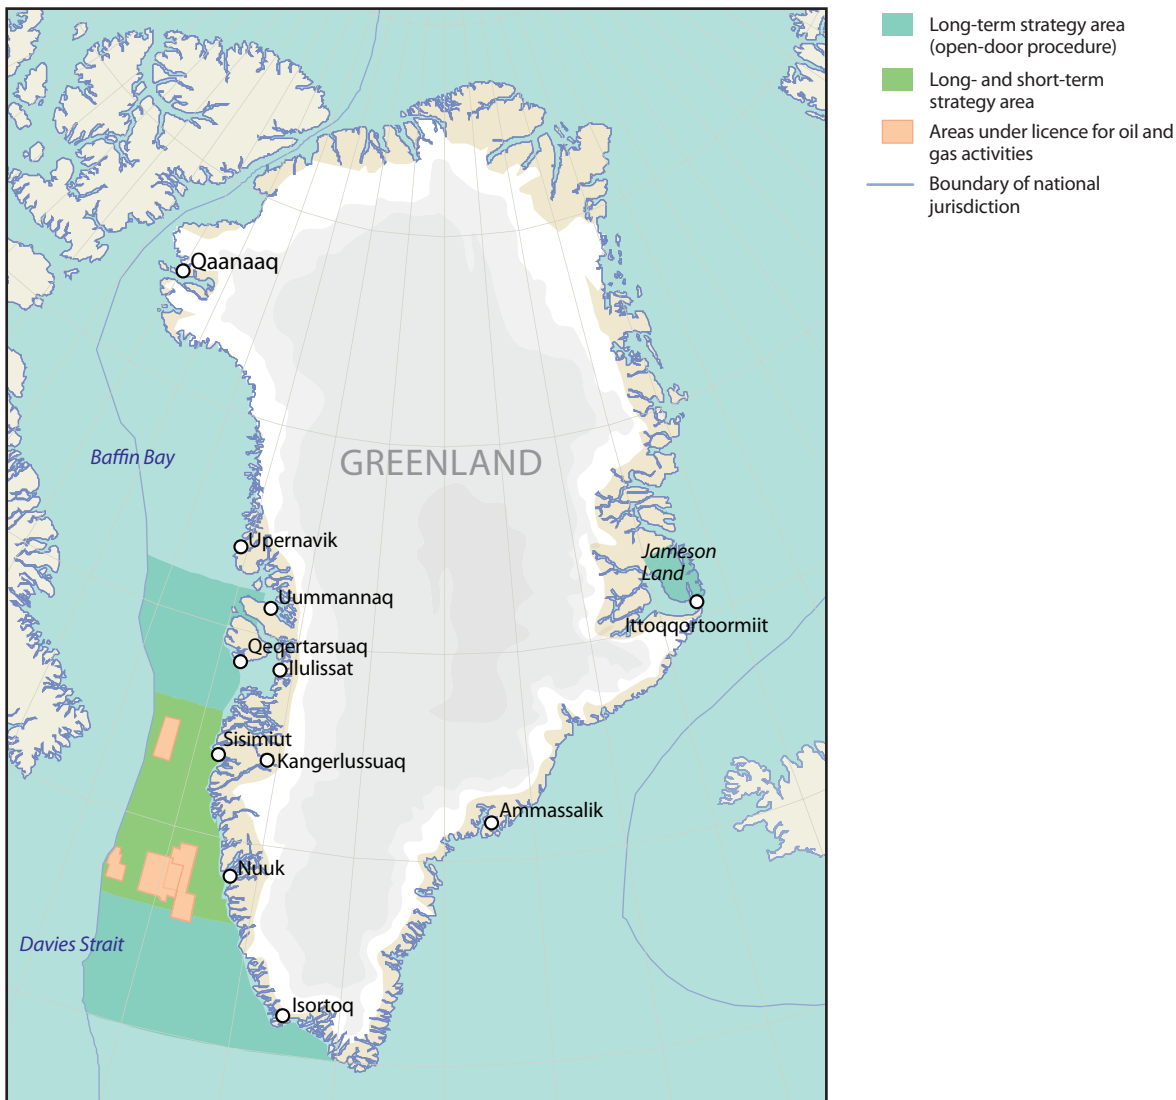 Long-term strategy area
(open-door procedure)
Long- and short-term
strategy area
Areas under licence for oil and
gas activities
Boundary of national
jurisdiction
Qaanaaq
Baffin Bay
GREENLAND
Upernavik
Jameson
Land
Uummannaq
Ittoqqortoormiit
Qeqertarsuaq
Ilulissat
Sisimiut
Kangerlussuaq
Ammassalik
Nuuk
Davies Strait
Isortoq